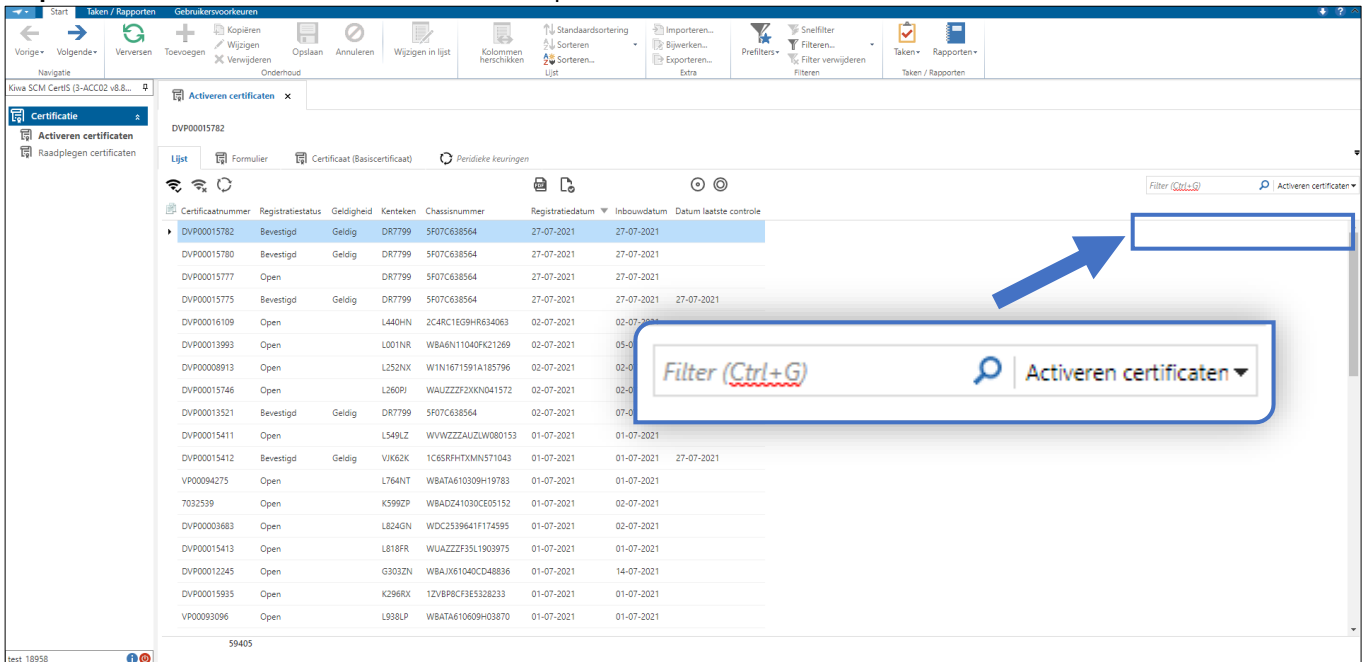 Start Taken / Rapporten Gebruikersvoorkeuren
Vorige Volgende Verversen
Navigatie
Toevoegen Kopiëren Wijzigen Verwijderen Opslaan Annuleren Wijzigen in lijst
Onderhoud
Kolommen herschikken Standaardsortering Sorteren Sorteren...
Lijst
Importeren... Bijwerken... Exporteren...
Extra
Prefilters Snelfilter Filteren... Filter verwijderen
Filteren
Taken Rapporten
Taken / Rapporten
Kiwa SCM CertIS (3-ACC02 v8.8...
Certificatie
Activeren certificaten
Raadplegen certificaten
Activeren certificaten x
DVP00015782
Lijst Formulier Certificaat (Basiscertificaat) Peridieke keuringen
PDF
Filter (Ctrl+G) Activeren certificaten
Certificaatnummer Registratiestatus Geldigheid Kenteken Chassisnummer Registratiedatum Inbouwdatum Datum laatste controle
DVP00015782 Bevestigd Geldig DR7799 5F07C638564 27-07-2021 27-07-2021
DVP00015780 Bevestigd Geldig DR7799 5F07C638564 27-07-2021 27-07-2021
DVP00015777 Open DR7799 5F07C638564 27-07-2021 27-07-2021
DVP00015775 Bevestigd Geldig DR7799 5F07C638564 27-07-2021 27-07-2021 27-07-2021
DVP00016109 Open L440HN 2C4RC1EG9HR634063 02-07-2021
DVP00013993 Open L001NR WBA6N11040FK21269 02-07-2021
DVP00008913 Open L252NX W1N1671591A185796 02-07-2021
DVP00015746 Open L260PJ WAUZZZF2XKN041572 02-07-2021
DVP00013521 Bevestigd Geldig DR7799 5F07C638564 02-07-2021
DVP00015411 Open L549LZ WVWZZZAUZLW080153 01-07-2021 01-07-2021
DVP00015412 Bevestigd Geldig VJK62K 1C6SRFHTXMN571043 01-07-2021 01-07-2021 27-07-2021
VP00094275 Open L764NT WBATA610309H19783 01-07-2021 01-07-2021
7032539 Open K599ZP WBADZ41030CE05152 01-07-2021 02-07-2021
DVP00003683 Open L824GN WDC2539641F174595 01-07-2021 02-07-2021
DVP00015413 Open L818FR WUAZZZF35L1903975 01-07-2021 01-07-2021
DVP00012245 Open G303ZN WBAJX61040CD48836 01-07-2021 14-07-2021
DVP00015935 Open K296RX 1ZVBP8CF3E5328233 01-07-2021 01-07-2021
VP00093096 Open L938LP WBATA610609H03870 01-07-2021 01-07-2021
Filter (Ctrl+G) Activeren certificaten
59405
test 18958